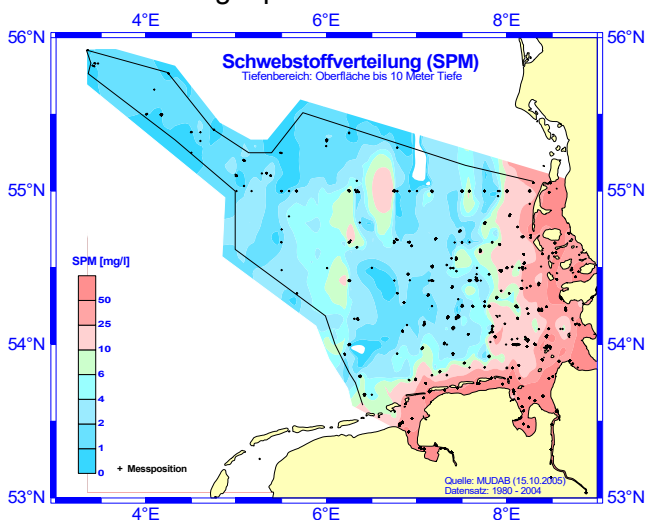 4°E 6°E 8°E
56°N 56°N
Schwebstoffverteilung (SPM)
Tiefenbereich: Oberfläche bis 10 Meter Tiefe
55°N 55°N
SPM [mg/l]
50
25
10
6
4
2
1
0
54°N 54°N
+ Messposition
Quelle: MUDAB (15.10.2005)
Datensatz: 1980 - 2004
53°N 53°N
4°E 6°E 8°E